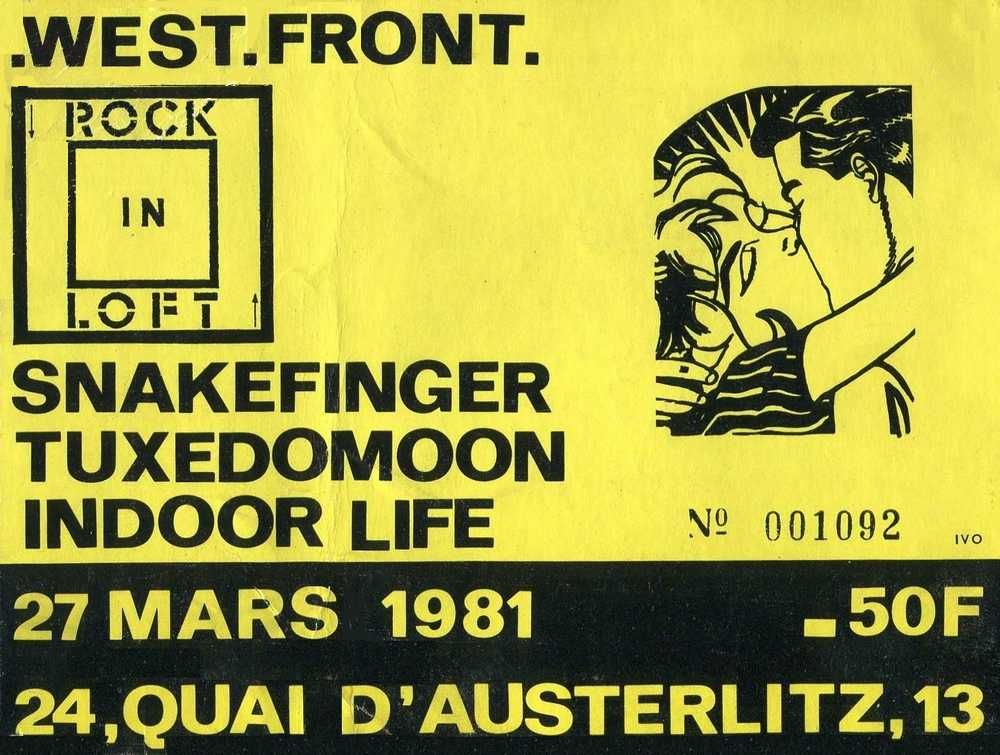 .WEST.FRONT.
ROCK
IN
LOFT
SNAKEFINGER
TUXEDOMOON
INDOOR LIFE
Nº 001092
IVO
27 MARS 1981
50F
24,QUAI D'AUSTERLITZ,13